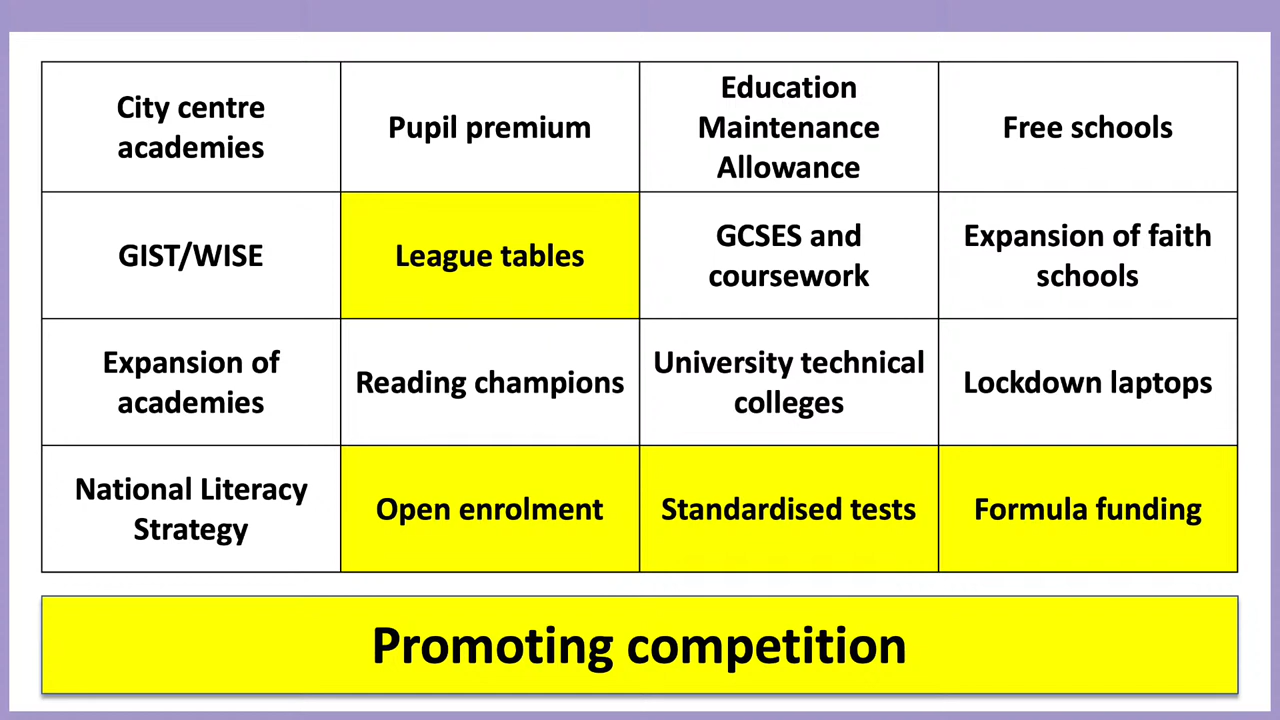 City centre
academies
Pupil premium
Education
Maintenance
Allowance
Free schools
GIST/WISE
League tables
GCSES and
coursework
Expansion of faith
schools
Expansion of
academies
Reading champions
University technical
colleges
Lockdown laptops
National Literacy
Strategy
Open enrolment
Standardised tests
Formula funding
Promoting competition